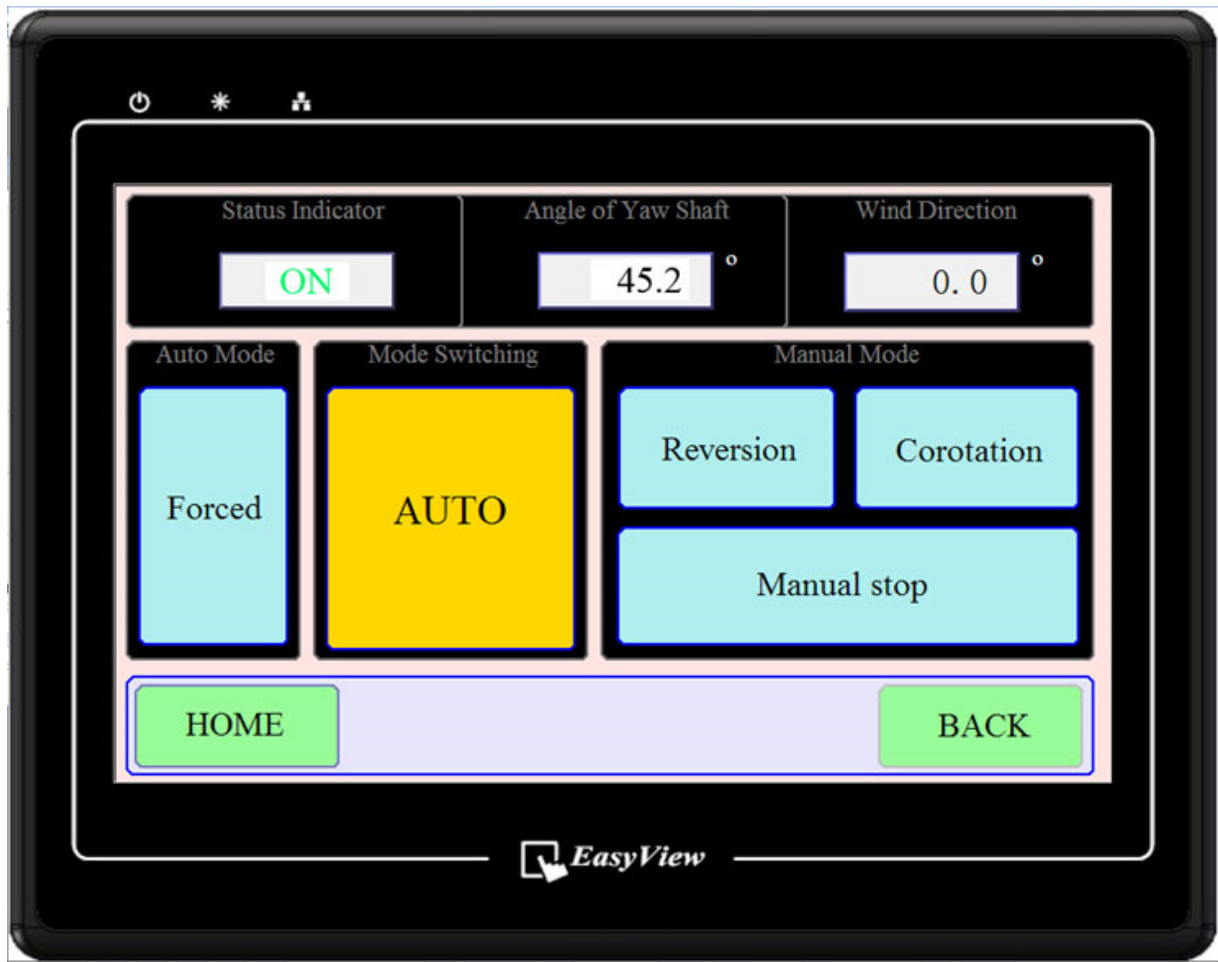 Status Indicator
Angle of Yaw Shaft
Wind Direction
ON
45.2 °
0.0 °
Auto Mode
Mode Switching
Manual Mode
Forced
AUTO
Reversion
Corotation
Manual stop
HOME
BACK
EasyView